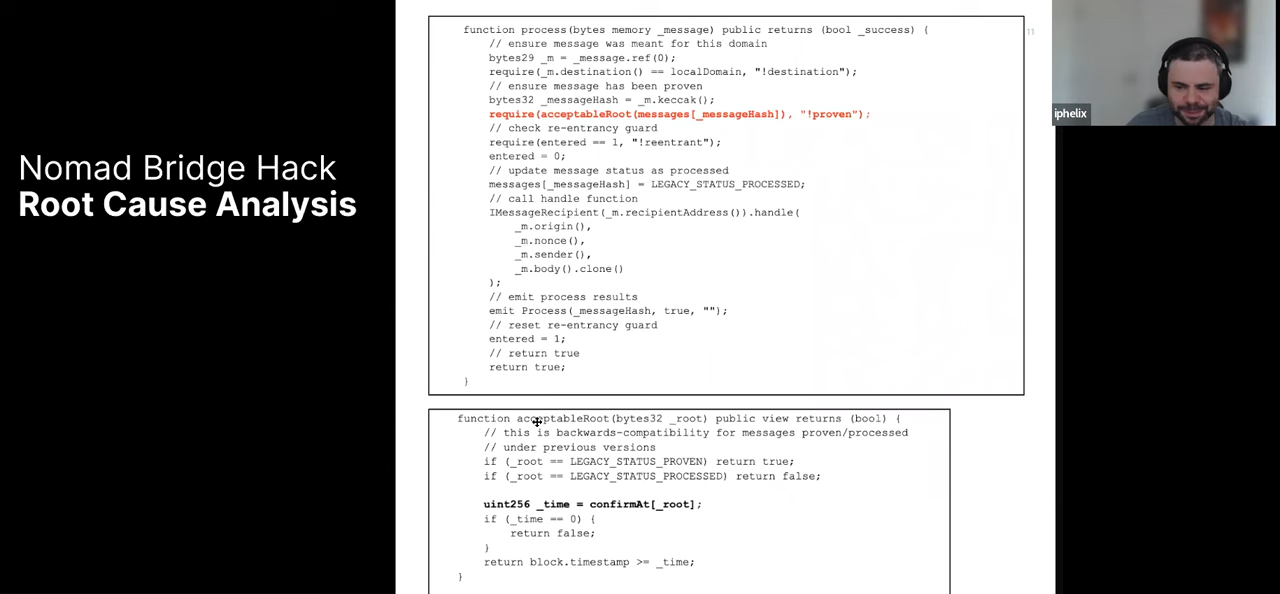 Nomad Bridge Hack
Root Cause Analysis
function process(bytes memory _message) public returns (bool _success) {
// ensure message was meant for this domain
bytes29 _m = _message.ref(0);
require(_m.destination() == localDomain, "!destination");
// ensure message has been proven
bytes32 _messageHash = _m.keccak();
require(acceptableRoot(messages[_messageHash]), "!proven");
// check re-entrancy guard
require(entered == 1, "!reentrant");
entered = 0;
// update message status as processed
messages[_messageHash] = LEGACY_STATUS_PROCESSED;
// call handle function
IMessageRecipient(_m.recipientAddress()).handle(
_m.origin(),
_m.nonce(),
_m.sender(),
_m.body().clone()
);
// emit process results
emit Process(_messageHash, true, "");
// reset re-entrancy guard
entered = 1;
// return true
return true;
}
function acceptableRoot(bytes32 _root) public view returns (bool) {
// this is backwards-compatibility for messages proven/processed
// under previous versions
if (_root == LEGACY_STATUS_PROVEN) return true;
if (_root == LEGACY_STATUS_PROCESSED) return false;
uint256 _time = confirmAt[_root];
if (_time == 0) {
return false;
}
return block.timestamp >= _time;
}
11
iphelix